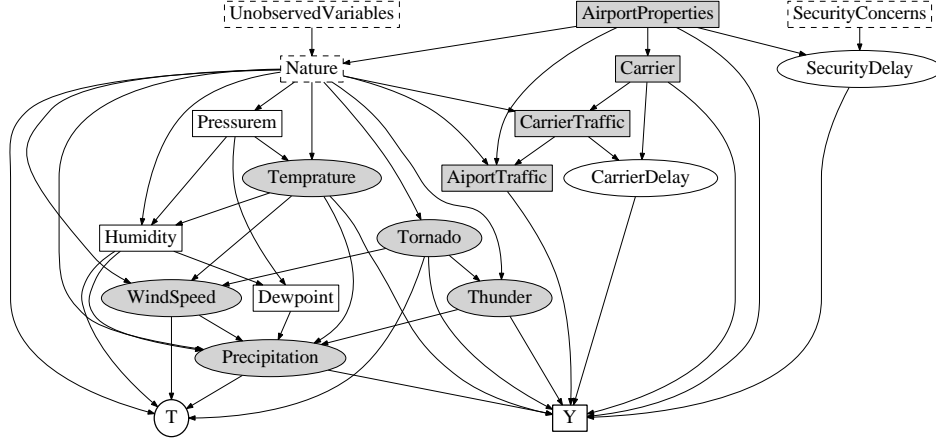 UnobservedVariables
AirportProperties
SecurityConcerns
Nature
Carrier
SecurityDelay
Pressurem
CarrierTraffic
Temprature
AiportTraffic
CarrierDelay
Humidity
Tornado
WindSpeed
Dewpoint
Thunder
Precipitation
T
Y